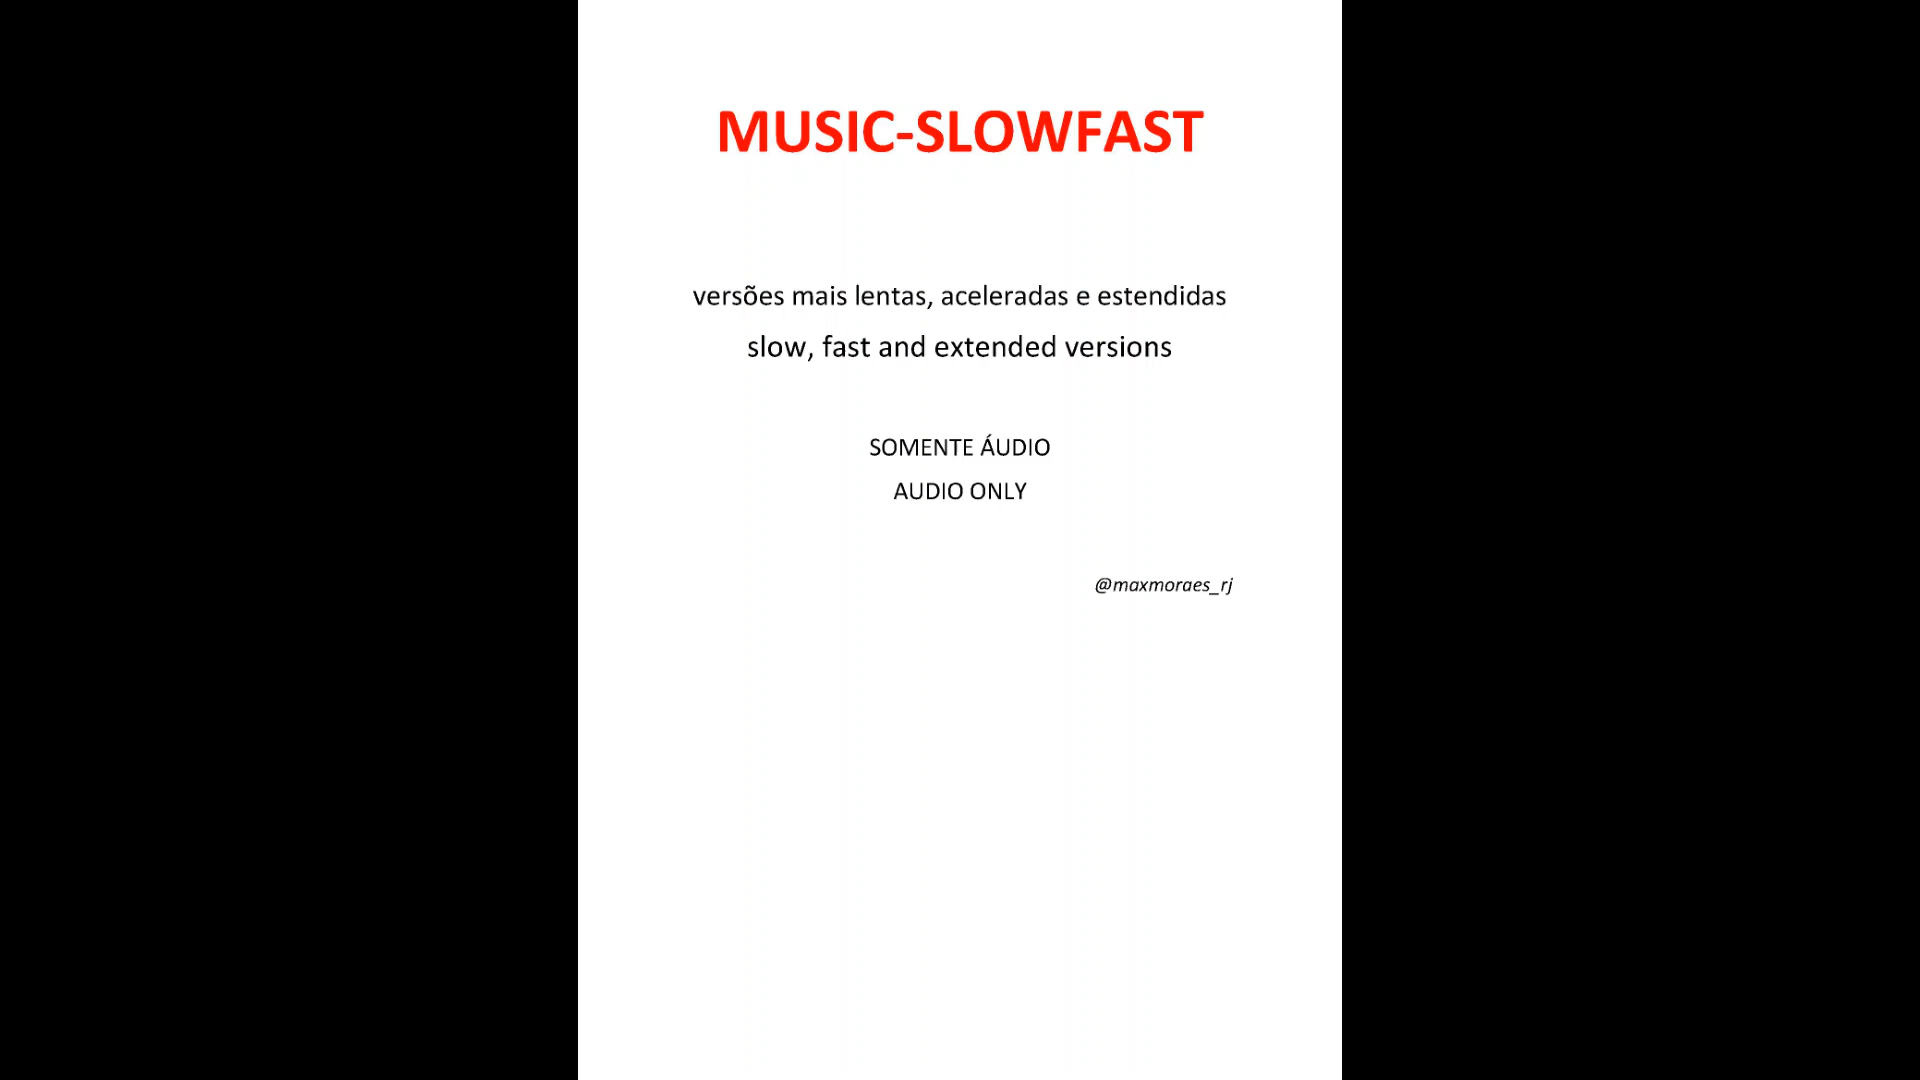 MUSIC-SLOWFAST
versões mais lentas, aceleradas e estendidas
slow, fast and extended versions
SOMENTE ÁUDIO
AUDIO ONLY
@maxmoraes_rj